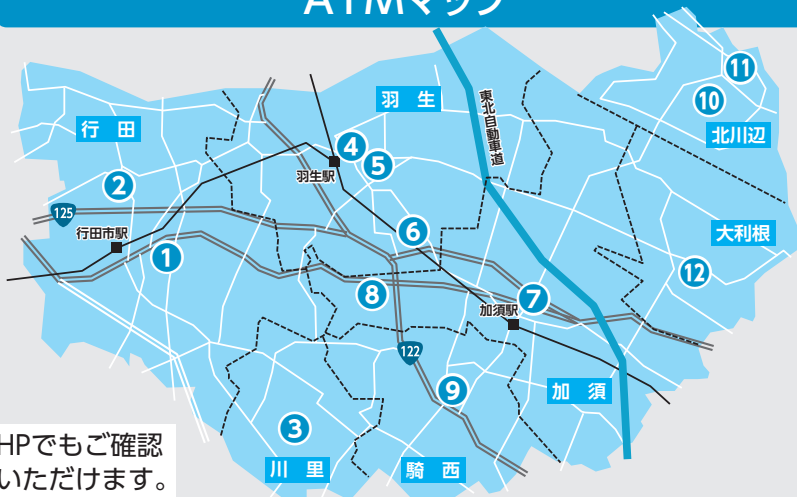 ATMマップ
11
羽生
東北自動車道
10
行田
4
北川辺
5
羽生駅
2
125
6
大利根
行田市駅
1
12
8
7
加須駅
122
9
加須
3
HPでもご確認
いただけます。
川里
騎西